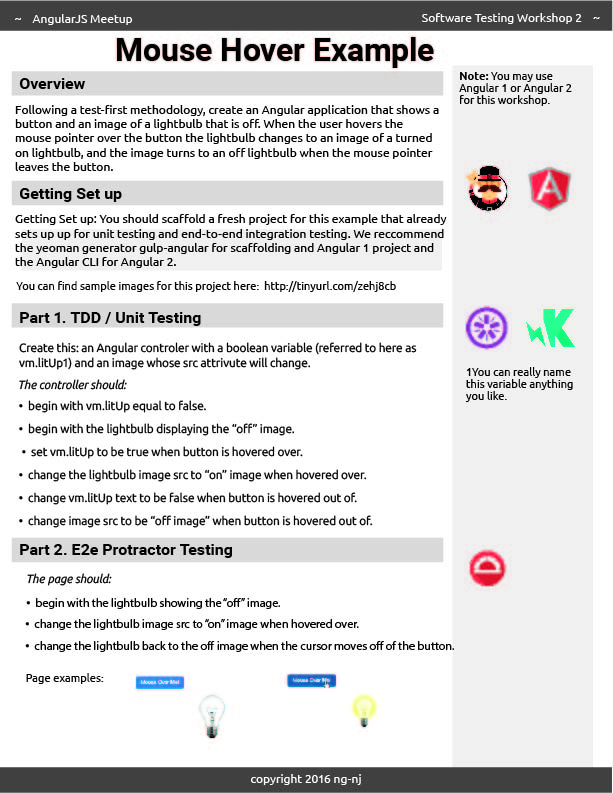 ~ AngularJS Meetup
Software Testing Workshop 2 ~
Mouse Hover Example
Overview
Following a test-first methodology, create an Angular application that shows a
button and an image of a lightbulb that is off. When the user hovers the
mouse pointer over the button the lightbulb changes to an image of a turned
on lightbulb, and the image turns to an off lightbulb when the mouse pointer
leaves the button.
Getting Set up
Getting Set up: You should scaffold a fresh project for this example that already
sets up up for unit testing and end-to-end integration testing. We reccommend
the yeoman generator gulp-angular for scaffolding and Angular 1 project and
the Angular CLI for Angular 2.
You can find sample images for this project here: http://tinyurl.com/zehj8cb
Part 1. TDD / Unit Testing
Create this: an Angular controler with a boolean variable (referred to here as
vm.litUp1) and an image whose src attrivute will change.
The controller should:
• begin with vm.litUp equal to false.
• begin with the lightbulb displaying the “off” image.
• set vm.litUp to be true when button is hovered over.
• change the lightbulb image src to “on” image when hovered over.
• change vm.litUp text to be false when button is hovered out of.
• change image src to be “off image” when button is hovered out of.
Part 2. E2e Protractor Testing
The page should:
• begin with the lightbulb showing the “off” image.
• change the lightbulb image src to “on” image when hovered over.
• change the lightbulb back to the off image when the cursor moves off of the button.
Page examples:
Mouse Over Me!
Mouse Over Me!
Note: You may use
Angular 1 or Angular 2
for this workshop.
A
K
1You can really name
this variable anything
you like.
copyright 2016 ng-nj